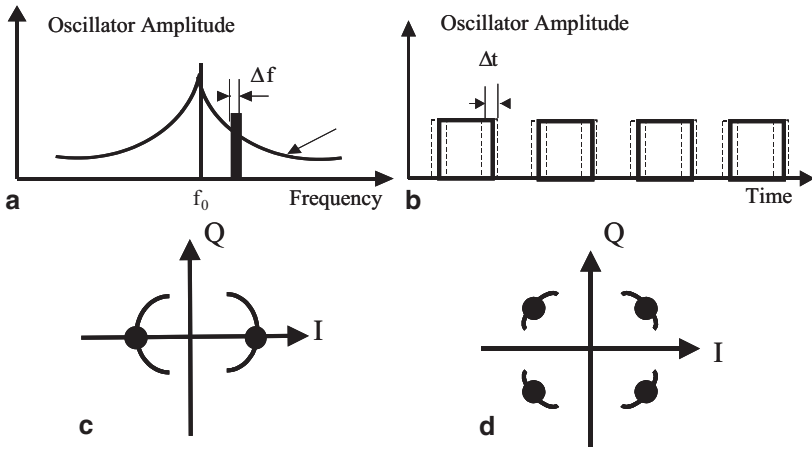 Oscillator Amplitude
Δf
f₀
Frequency
a
Oscillator Amplitude
Δt
Time
b
Q
I
c
Q
I
d